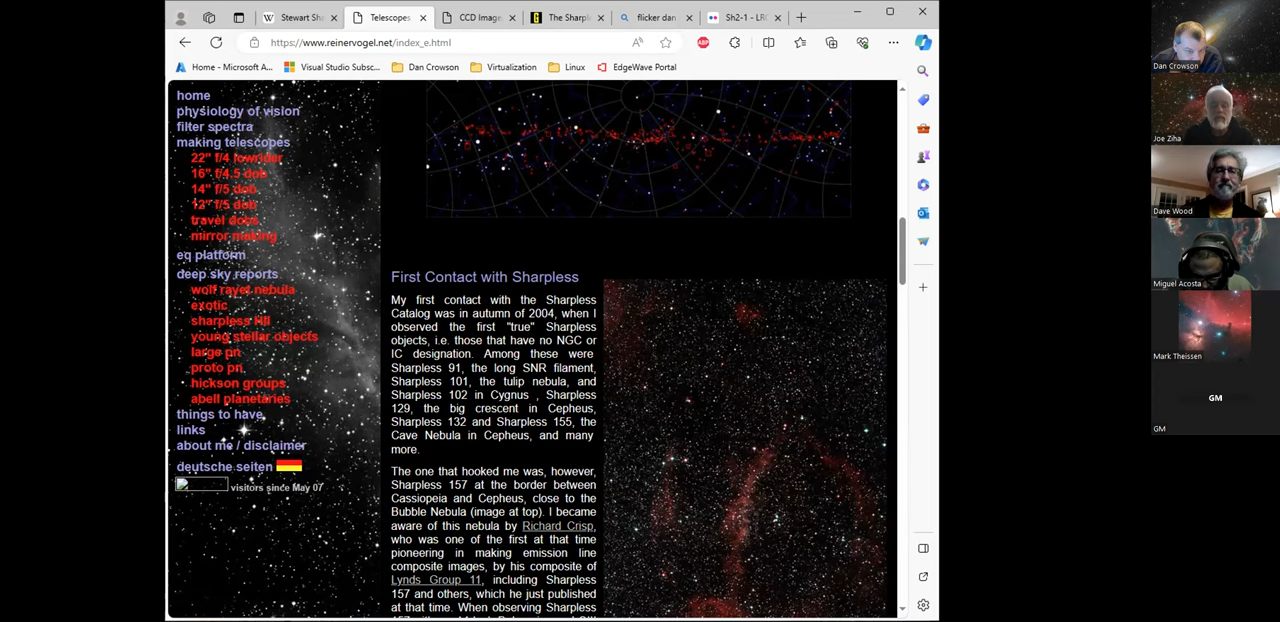 Stewart Sha
Telescopes
CCD Image
The Sharpl
flicker dan
Sh2-1 - LRG
https://www.reinervogel.net/index_e.html
Home - Microsoft A...
Visual Studio Subsc...
Dan Crowson
Virtualization
Linux
EdgeWave Portal
home
physiology of vision
filter spectra
making telescopes
22" f/4 lowrider
16" f/4.5 dob
14" f/5 dob
12" f/5 dob
travel dobs
mirror making
eq platform
deep sky reports
wolf rayet nebula
exotic
sharpless HII
young stellar objects
large pn
proto pn
hickson groups
abell planetaries
things to have
links
about me / disclaimer
deutsche seiten
visitors since May 07
First Contact with Sharpless
My first contact with the Sharpless
Catalog was in autumn of 2004, when I
observed the first "true" Sharpless
objects, i.e. those that have no NGC or
IC designation. Among these were
Sharpless 91, the long SNR filament,
Sharpless 101, the tulip nebula, and
Sharpless 102 in Cygnus , Sharpless
129, the big crescent in Cepheus,
Sharpless 132 and Sharpless 155, the
Cave Nebula in Cepheus, and many
more.
The one that hooked me was, however,
Sharpless 157 at the border between
Cassiopeia and Cepheus, close to the
Bubble Nebula (image at top). I became
aware of this nebula by Richard Crisp,
who was one of the first at that time
pioneering in making emission line
composite images, by his composite of
Lynds Group 11, including Sharpless
157 and others, which he just published
at that time. When observing Sharpless
Dan Crowson
Joe Ziha
Dave Wood
Miguel Acosta
Mark Theissen
GM
GM